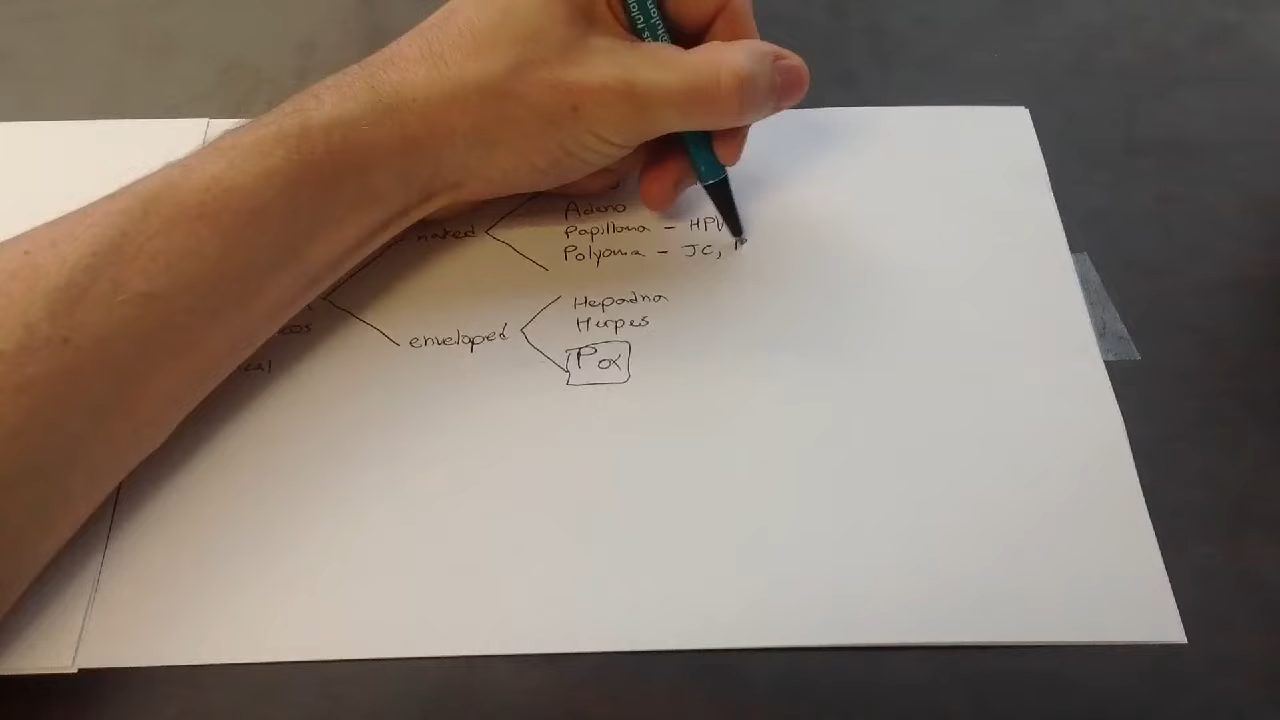 Adeno
naked
Papilloma - HPV
Polyoma - JC,
Hepadna
Herpes
enveloped
Pox